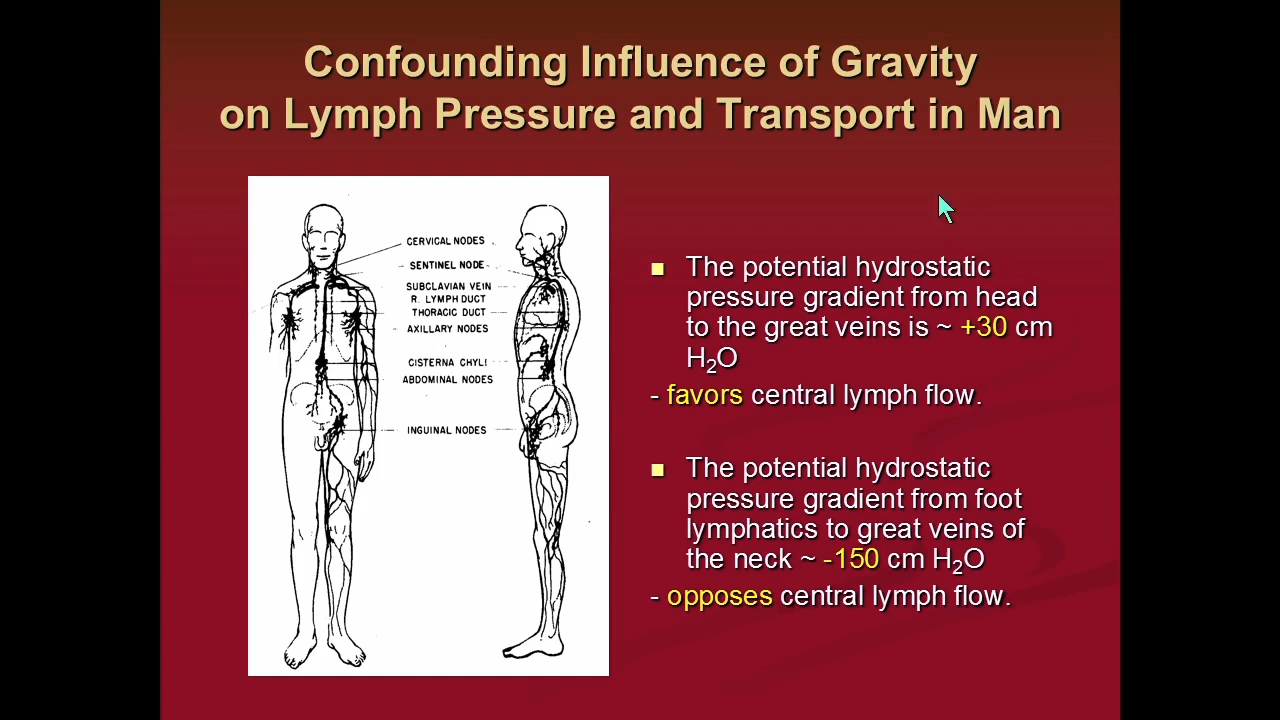 Confounding Influence of Gravity
on Lymph Pressure and Transport in Man
CERVICAL NODES
SENTINEL NODE
SUBCLAVIAN VEIN
R. LYMPH DUCT
THORACIC DUCT
AXILLARY NODES
CISTERNA CHYLI
ABDOMINAL NODES
INGUINAL NODES
■ The potential hydrostatic
pressure gradient from head
to the great veins is ~ +30 cm
H₂O
- favors central lymph flow.
■ The potential hydrostatic
pressure gradient from foot
lymphatics to great veins of
the neck ~ -150 cm H₂O
- opposes central lymph flow.